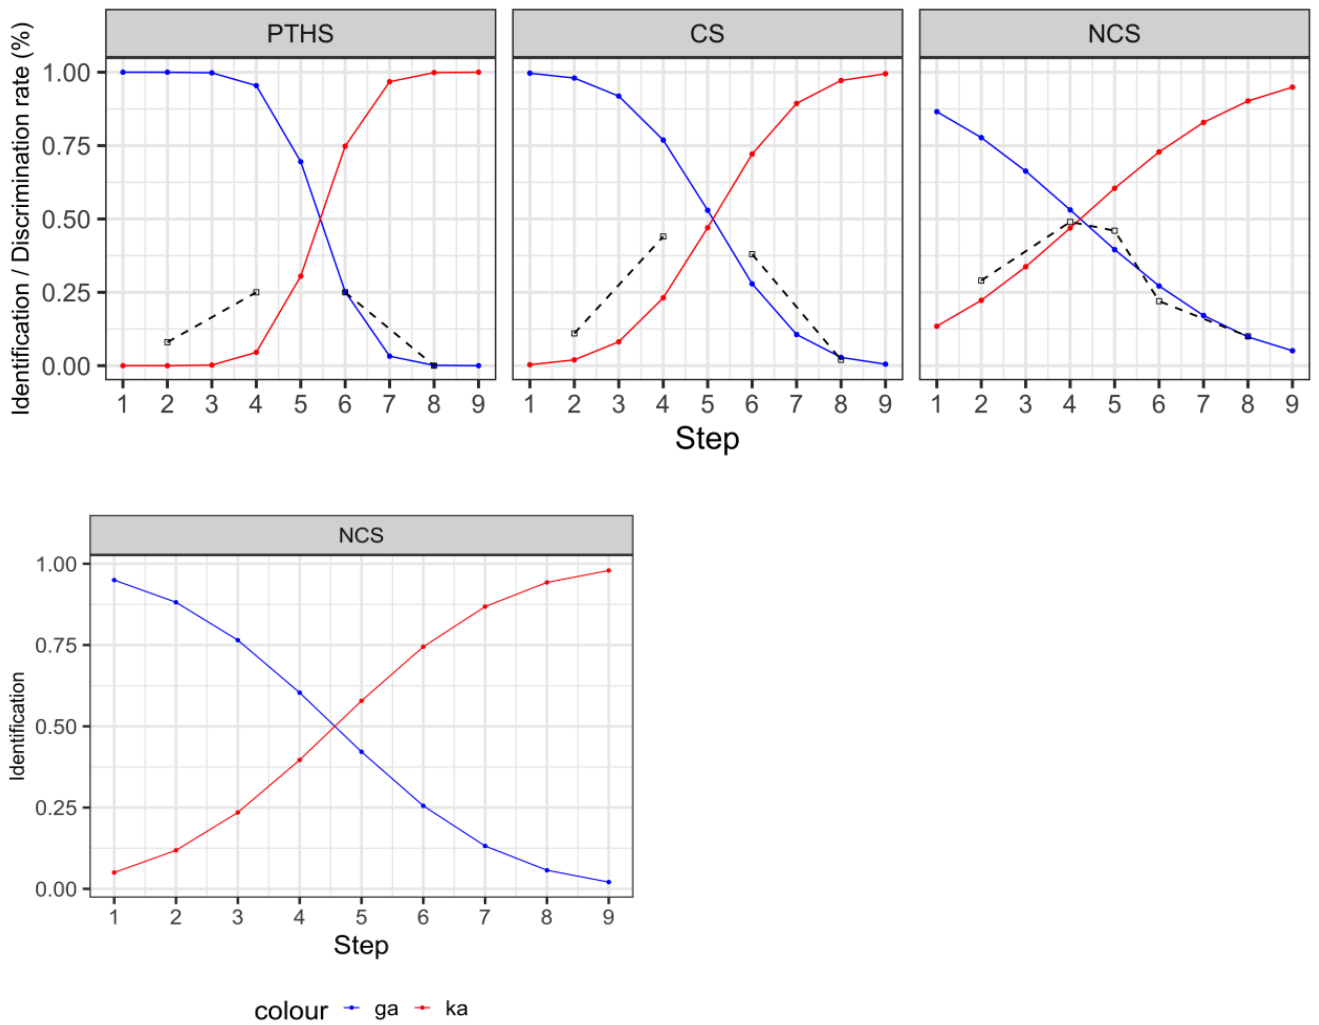 PTHS CS NCS
Identification / Discrimination rate (%)
1.00
0.75
0.50
0.25
0.00
1 2 3 4 5 6 7 8 9 1 2 3 4 5 6 7 8 9 1 2 3 4 5 6 7 8 9
Step
NCS
Identification
1.00
0.75
0.50
0.25
0.00
1 2 3 4 5 6 7 8 9
Step
colour ga ka